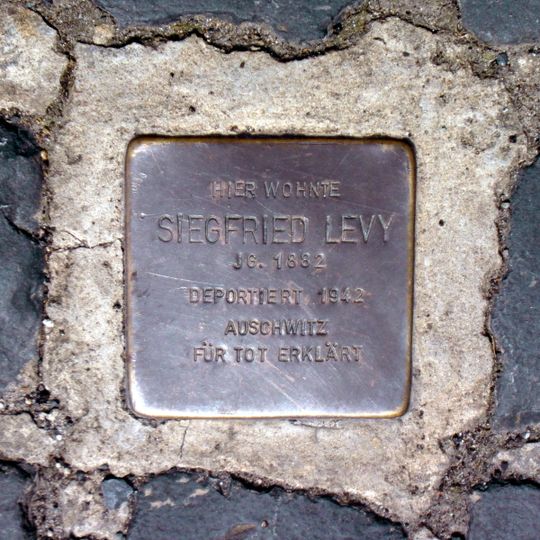 HIER WOHNTE
SIEGFRIED LEVY
JG. 1882
DEPORTIERT 1942
AUSCHWITZ
FÜR TOT ERKLÄRT